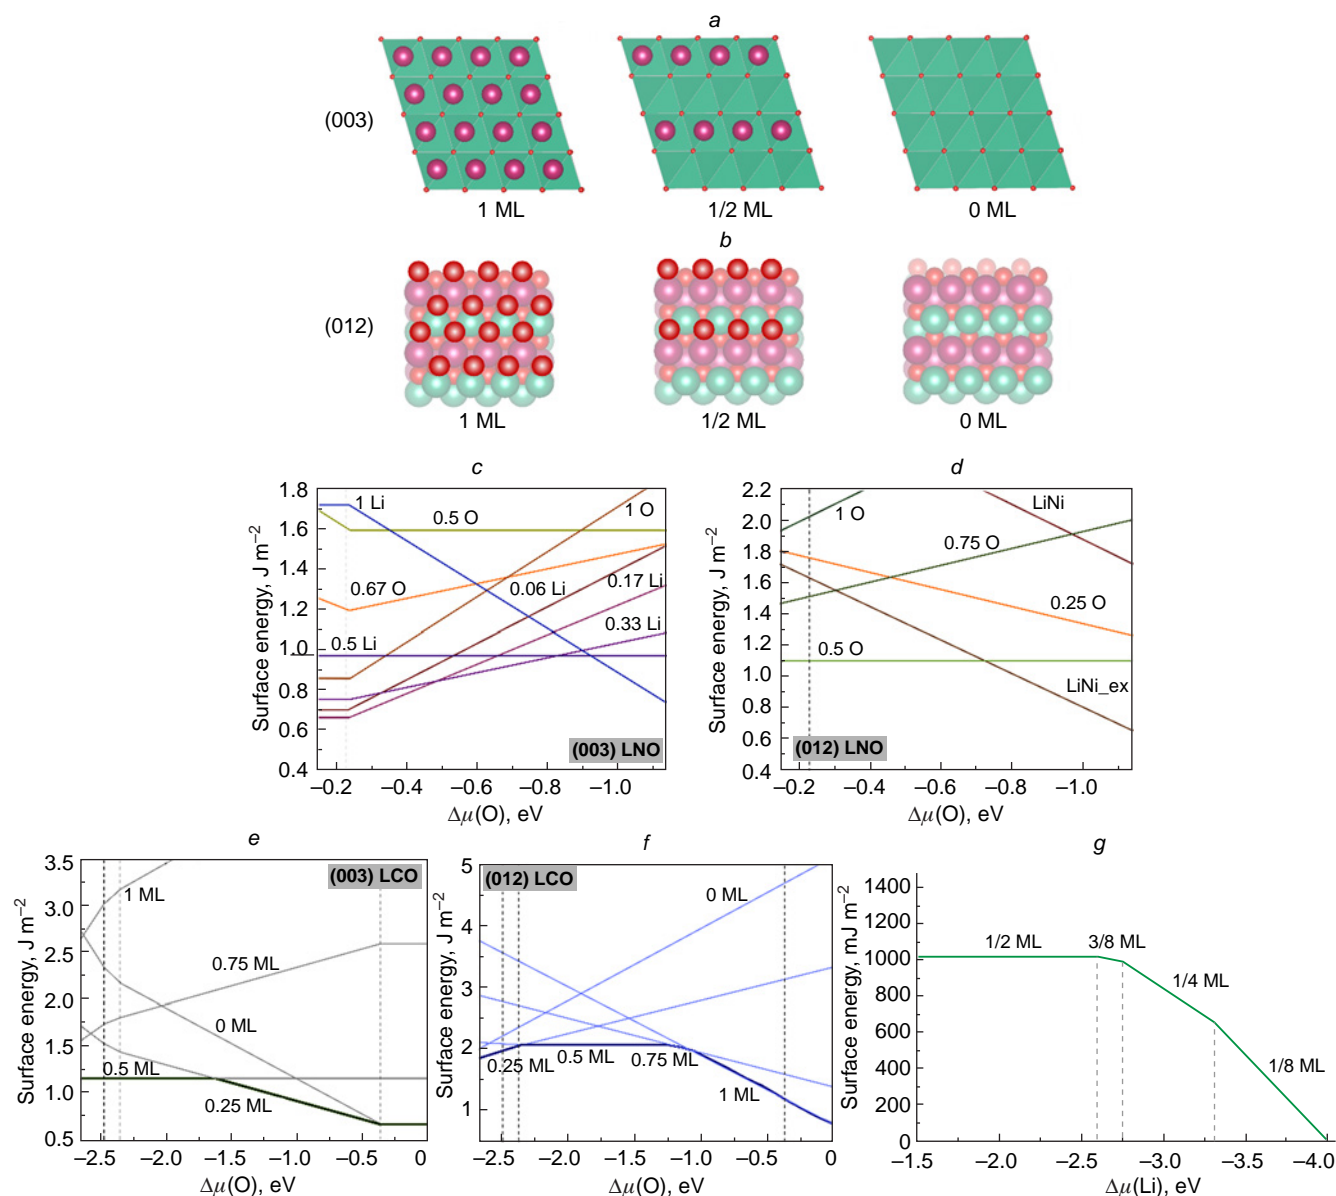 a
(003)
1 ML
1/2 ML
0 ML
b
(012)
1 ML
1/2 ML
0 ML
c
Surface energy, J m−2
1.8
1.6
1.4
1.2
1.0
0.8
0.6
0.4
1 Li
0.5 O
1 O
0.67 O
0.06 Li
0.17 Li
0.33 Li
0.5 Li
(003) LNO
−0.2
−0.4
−0.6
−0.8
−1.0
Δμ(O), eV
d
Surface energy, J m−2
2.2
2.0
1.8
1.6
1.4
1.2
1.0
0.8
0.6
0.4
1 O
LiNi
0.75 O
0.25 O
0.5 O
LiNi_ex
(012) LNO
−0.2
−0.4
−0.6
−0.8
−1.0
Δμ(O), eV
e
Surface energy, J m−2
3.5
3.0
2.5
2.0
1.5
1.0
0.5
(003) LCO
1 ML
0.75 ML
0 ML
0.5 ML
0.25 ML
−2.5
−2.0
−1.5
−1.0
−0.5
0
Δμ(O), eV
f
Surface energy, J m−2
5
4
3
2
1
(012) LCO
0 ML
0.25 ML
0.5 ML
0.75 ML
1 ML
−2.5
−2.0
−1.5
−1.0
−0.5
0
Δμ(O), eV
g
Surface energy, mJ m−2
1400
1200
1000
800
600
400
200
0
1/2 ML
3/8 ML
1/4 ML
1/8 ML
−1.5
−2.0
−2.5
−3.0
−3.5
−4.0
Δμ(Li), eV